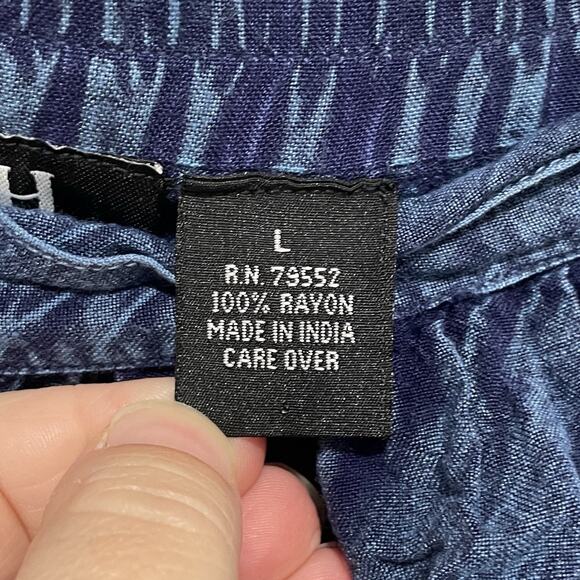 H
L
R.N. 79552
100% RAYON
MADE IN INDIA
CARE OVER